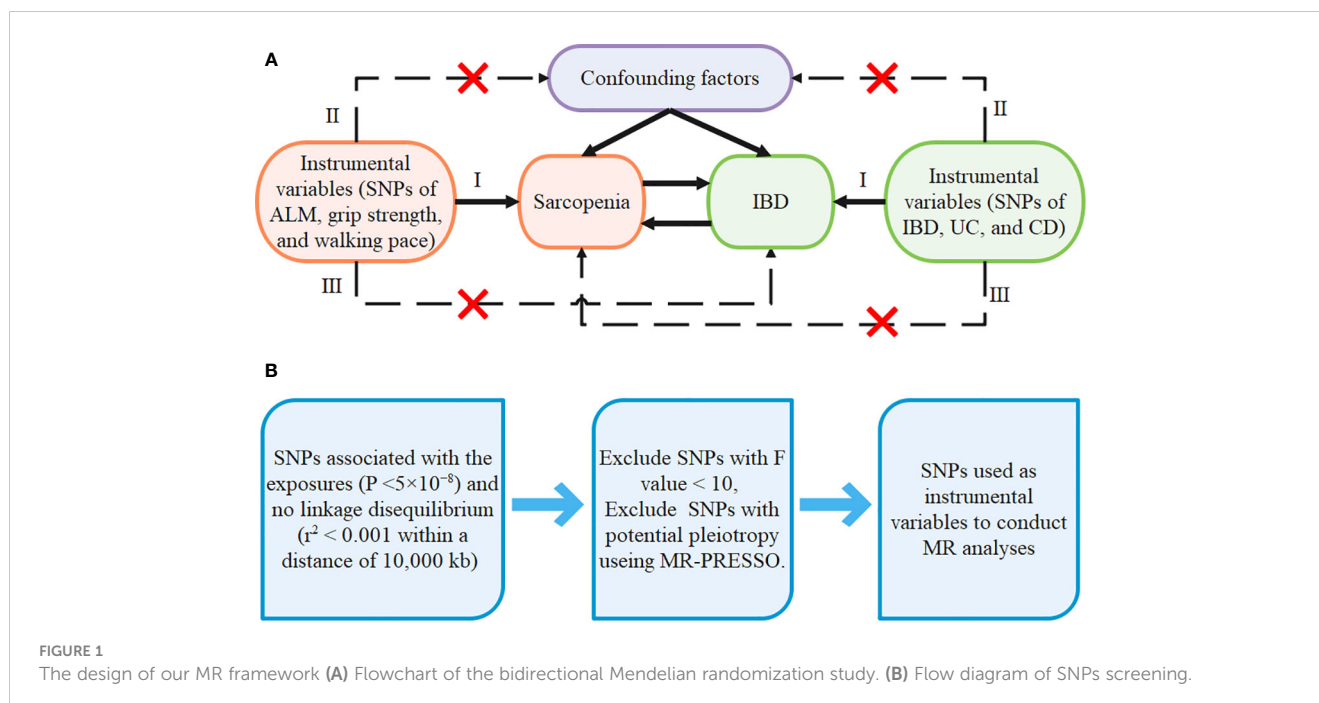 A
Confounding factors
II
II
Instrumental
variables (SNPs of
ALM, grip strength,
and walking pace)
I
Sarcopenia
IBD
I
Instrumental
variables (SNPs of
IBD, UC, and CD)
III
III
B
SNPs associated with the
exposures (P <5×10⁻⁸) and
no linkage disequilibrium
(r² < 0.001 within a
distance of 10,000 kb)
Exclude SNPs with F
value < 10,
Exclude SNPs with
potential pleiotropy
useing MR-PRESSO.
SNPs used as
instrumental
variables to conduct
MR analyses
FIGURE 1
The design of our MR framework (A) Flowchart of the bidirectional Mendelian randomization study. (B) Flow diagram of SNPs screening.